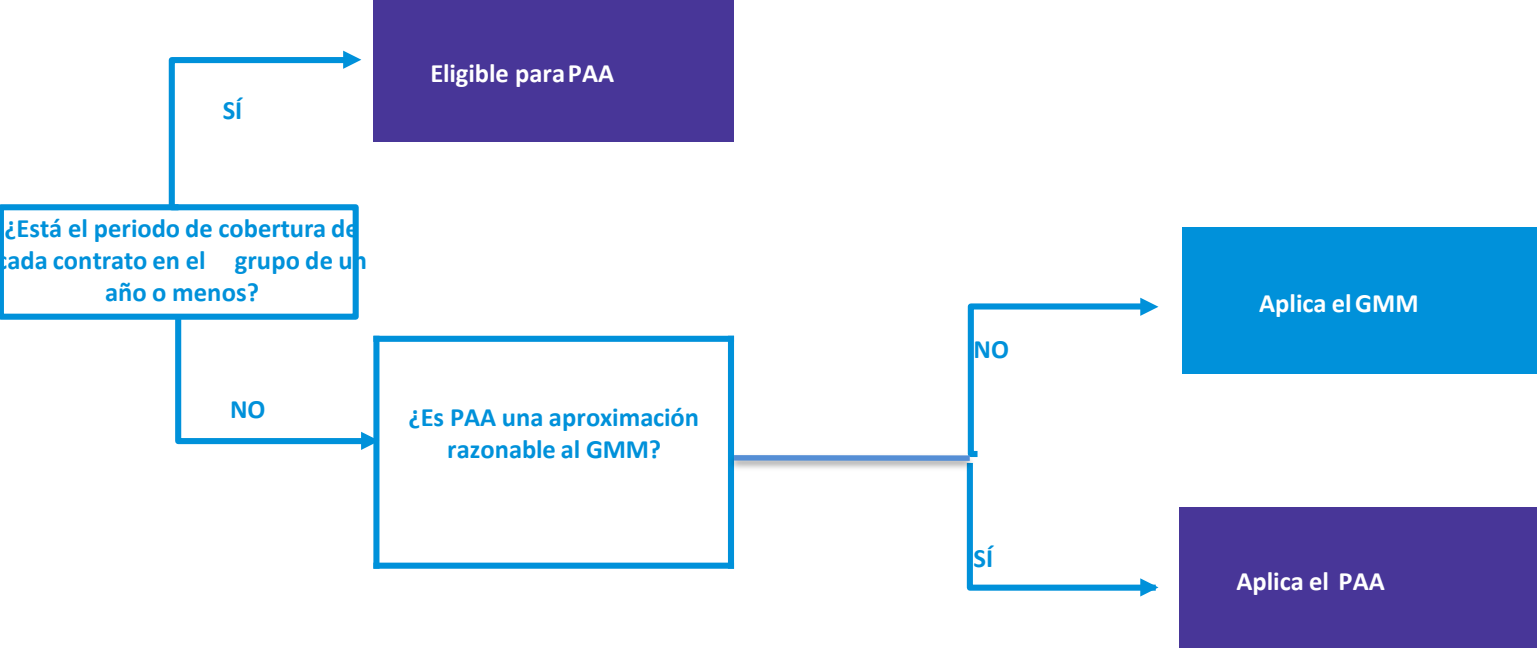 Eligible para PAA
SÍ
¿Está el periodo de cobertura de
cada contrato en el grupo de un
año o menos?
NO
¿Es PAA una aproximación
razonable al GMM?
NO
Aplica el GMM
SÍ
Aplica el PAA